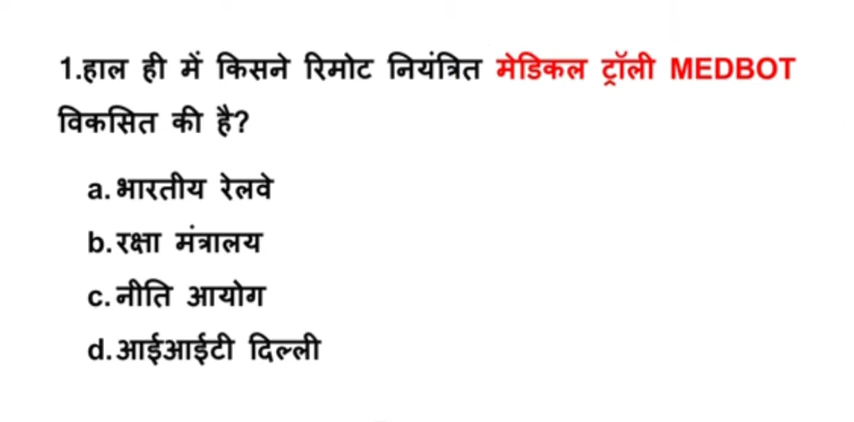 1.हाल ही में किसने रिमोट नियंत्रित मेडिकल ट्रॉली MEDBOT
विकसित की है?
a.भारतीय रेलवे
b.रक्षा मंत्रालय
c.नीति आयोग
d.आईआईटी दिल्ली